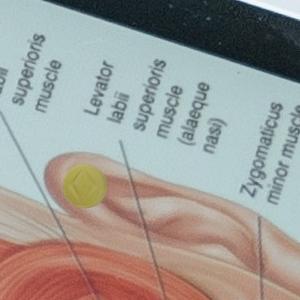 superioris
muscle
Levator
labii
superioris
muscle
(alaeque
nasi)
Zygomaticus
minor muscle